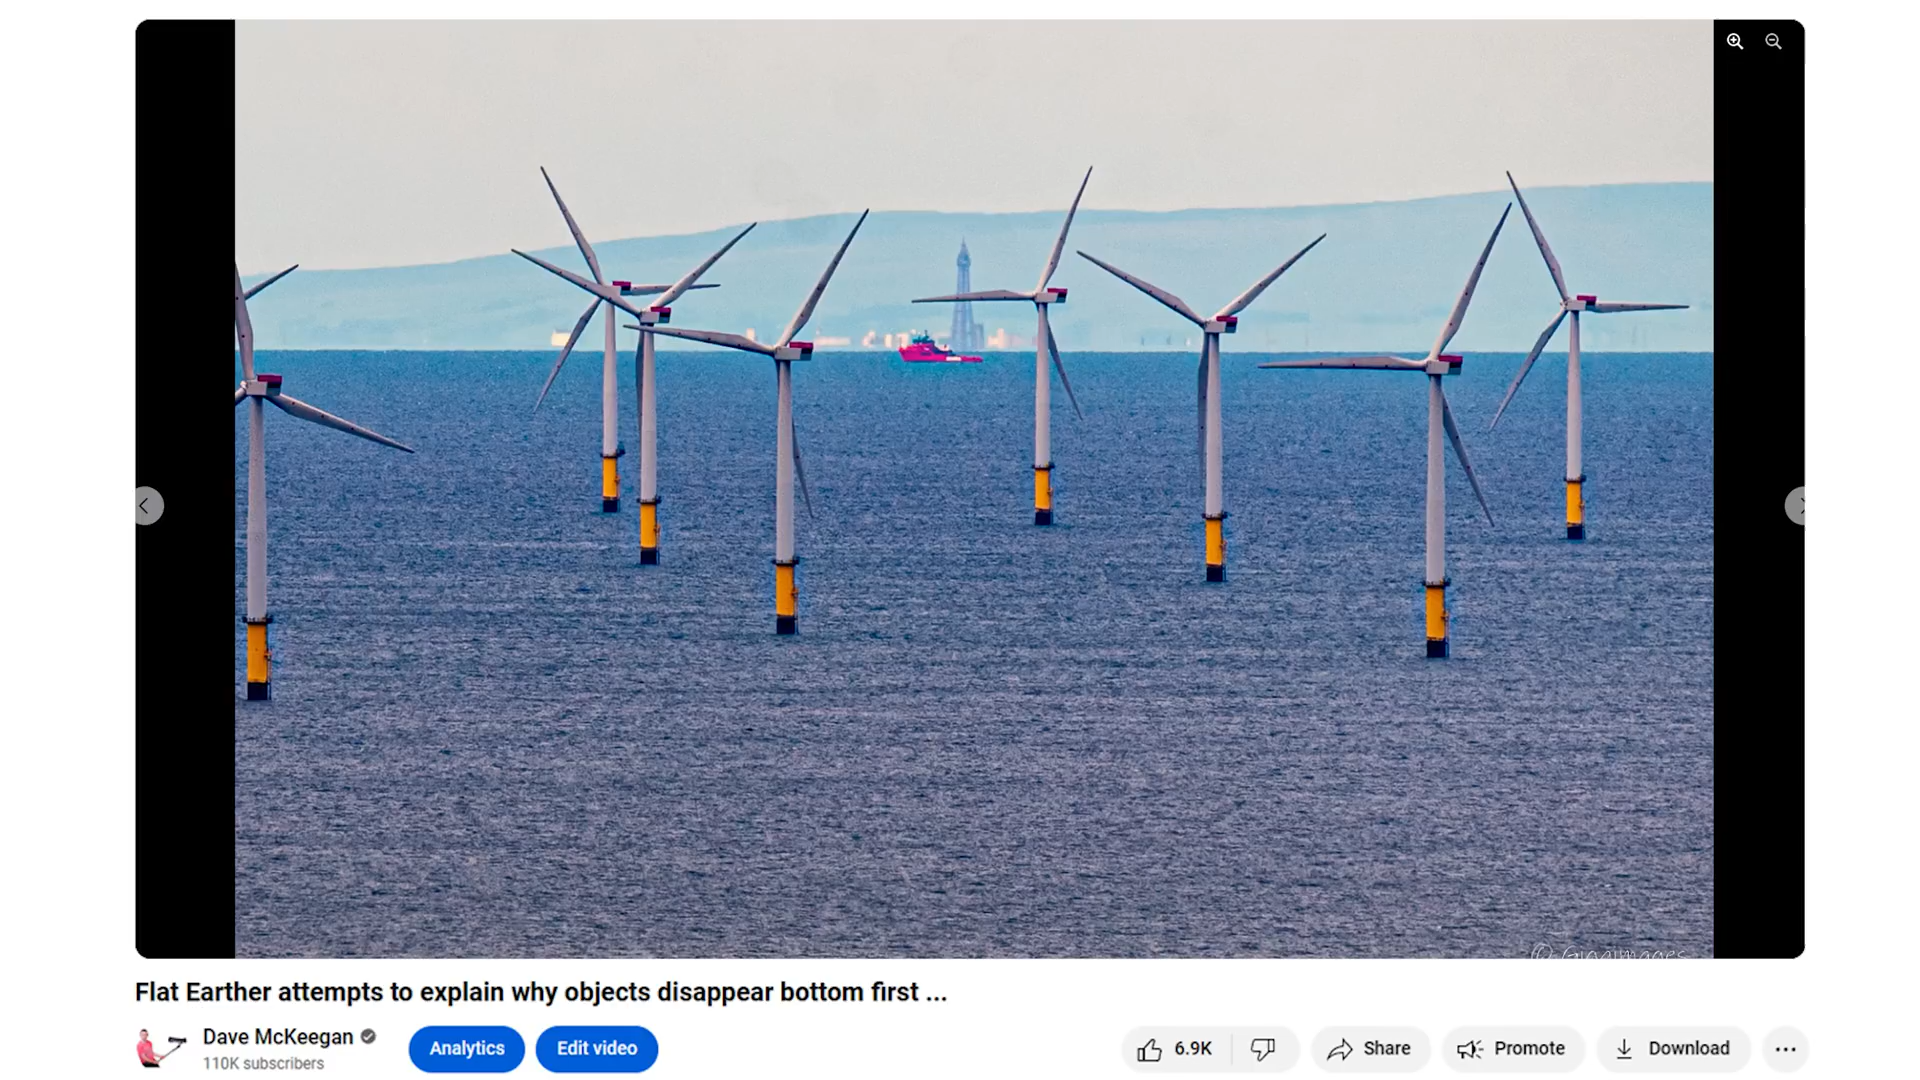 © Gigaimages
Flat Earther attempts to explain why objects disappear bottom first ...
Dave McKeegan
110K subscribers
Analytics
Edit video
6.9K
Share
Promote
Download